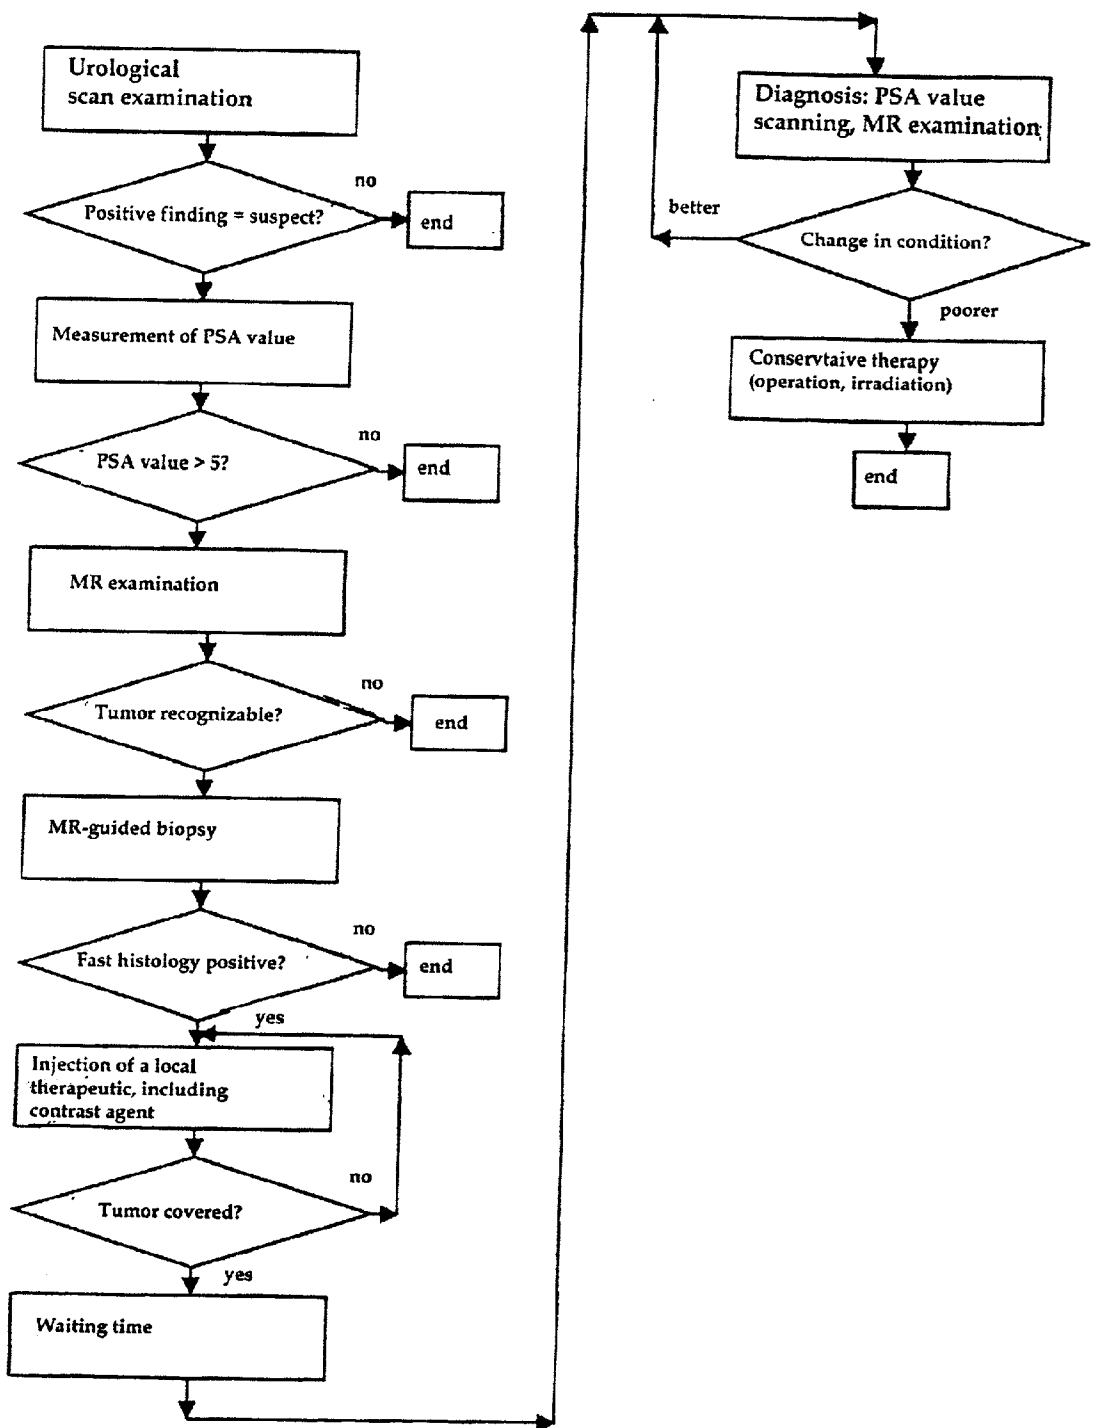 Urological
scan examination
no
Positive finding = suspect?
end
Measurement of PSA value
no
PSA value > 5?
end
MR examination
no
Tumor recognizable?
end
MR-guided biopsy
no
Fast histology positive?
end
yes
Injection of a local
therapeutic, including
contrast agent
no
Tumor covered?
yes
Waiting time
Diagnosis: PSA value
scanning, MR examination
better
Change in condition?
poorer
Conservtaive therapy
(operation, irradiation)
end